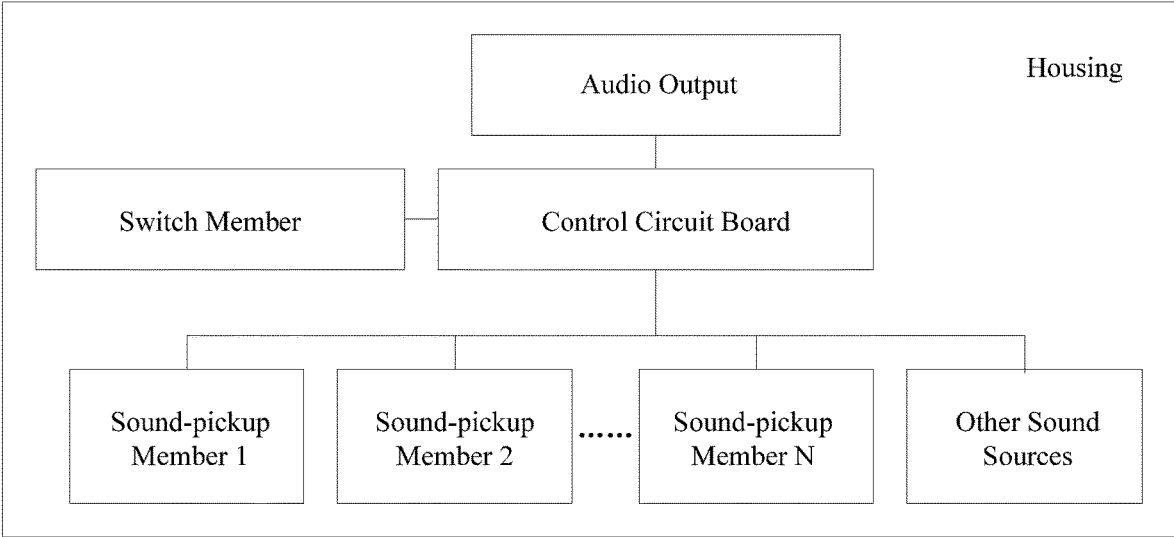 Housing
Audio Output
Switch Member
Control Circuit Board
Sound-pickup
Member 1
Sound-pickup
Member 2
......
Sound-pickup
Member N
Other Sound
Sources